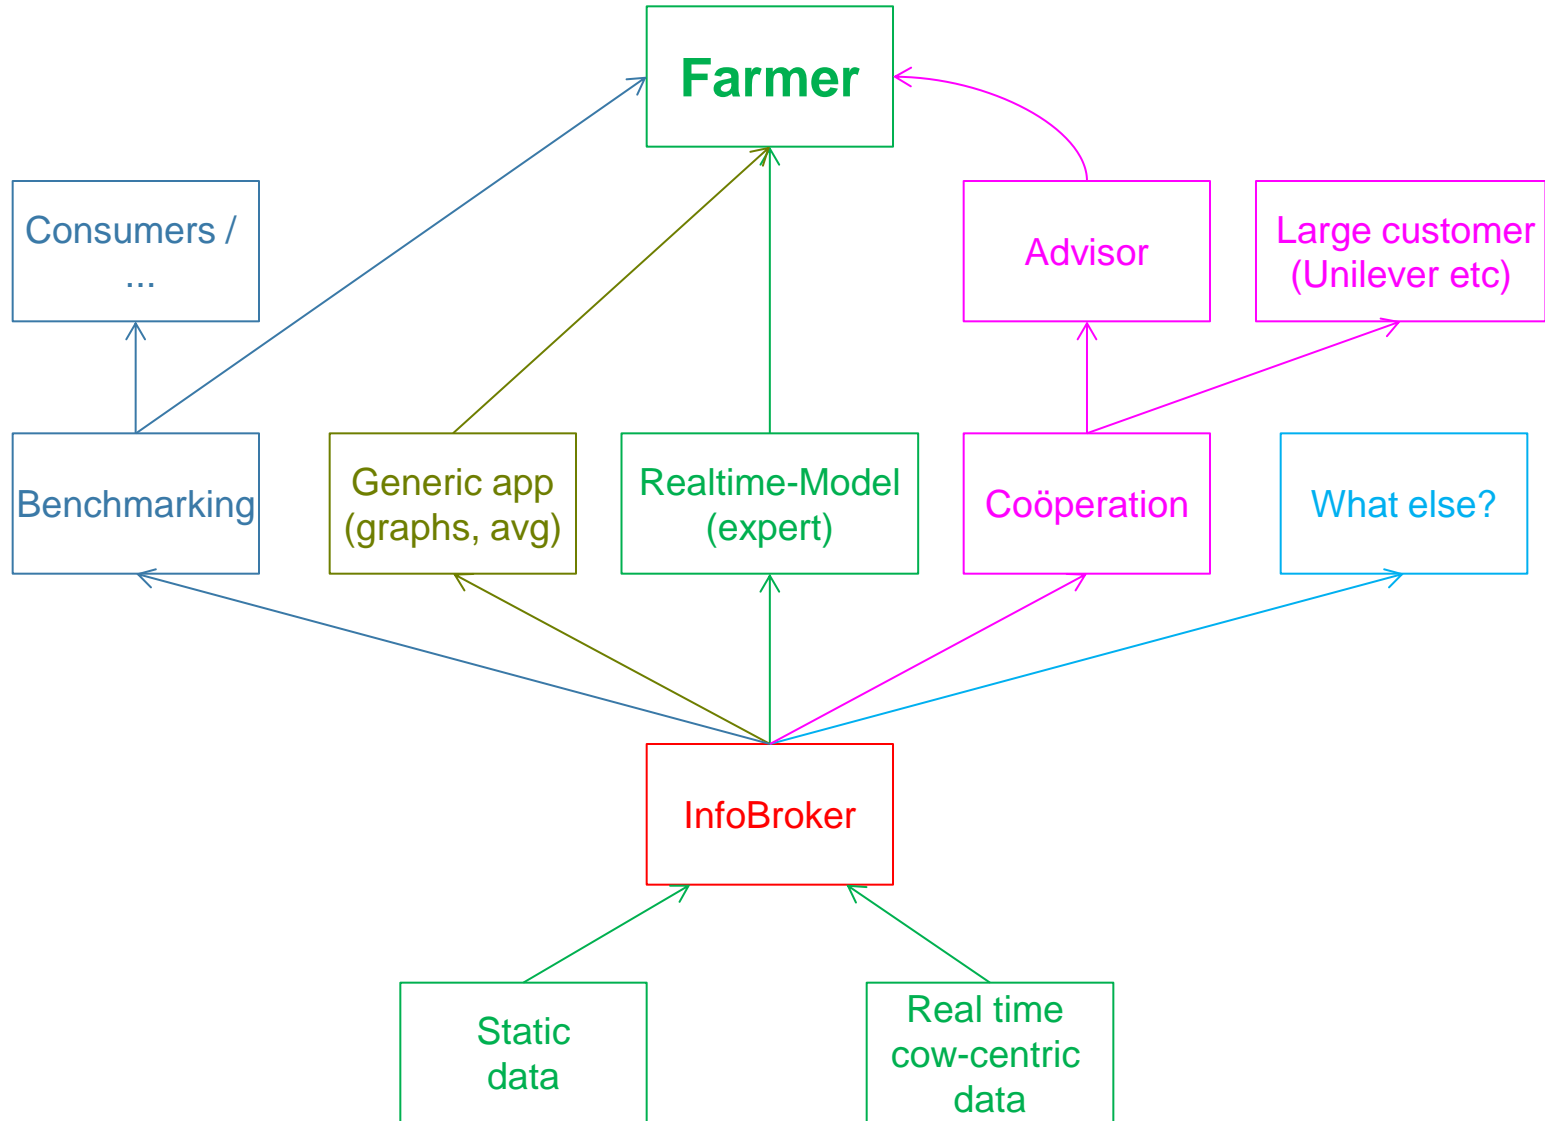 Farmer
Consumers /
...
Advisor
Large customer
(Unilever etc)
Benchmarking
Generic app
(graphs, avg)
Realtime-Model
(expert)
Coöperation
What else?
InfoBroker
Static
data
Real time
cow-centric
data